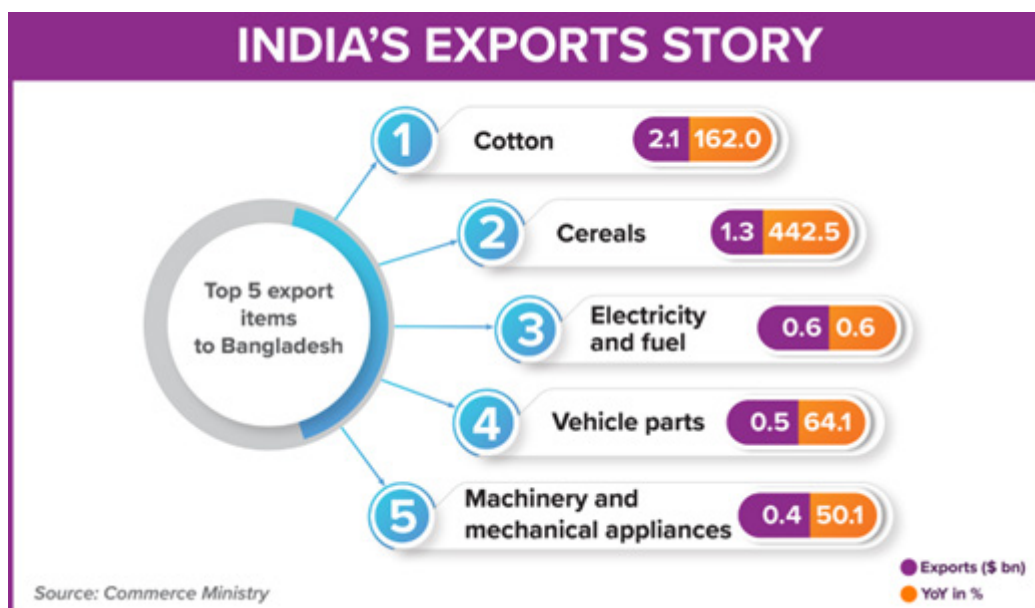 INDIA'S EXPORTS STORY
Top 5 export
items
to Bangladesh
1 Cotton 2.1 162.0
2 Cereals 1.3 442.5
3 Electricity
and fuel 0.6 0.6
4 Vehicle parts 0.5 64.1
5 Machinery and
mechanical appliances 0.4 50.1
Exports ($ bn)
YoY in %
Source: Commerce Ministry